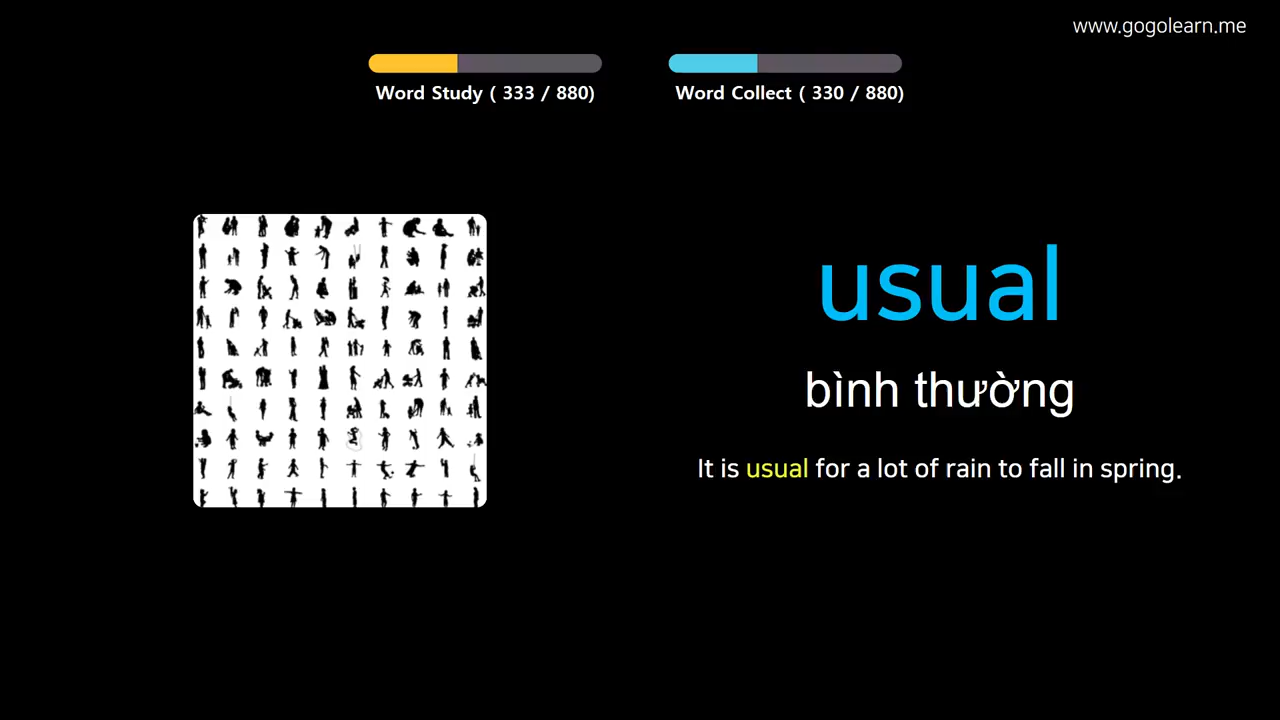 www.gogolearn.me
Word Study ( 333 / 880)
Word Collect ( 330 / 880)
usual
bình thường
It is usual for a lot of rain to fall in spring.